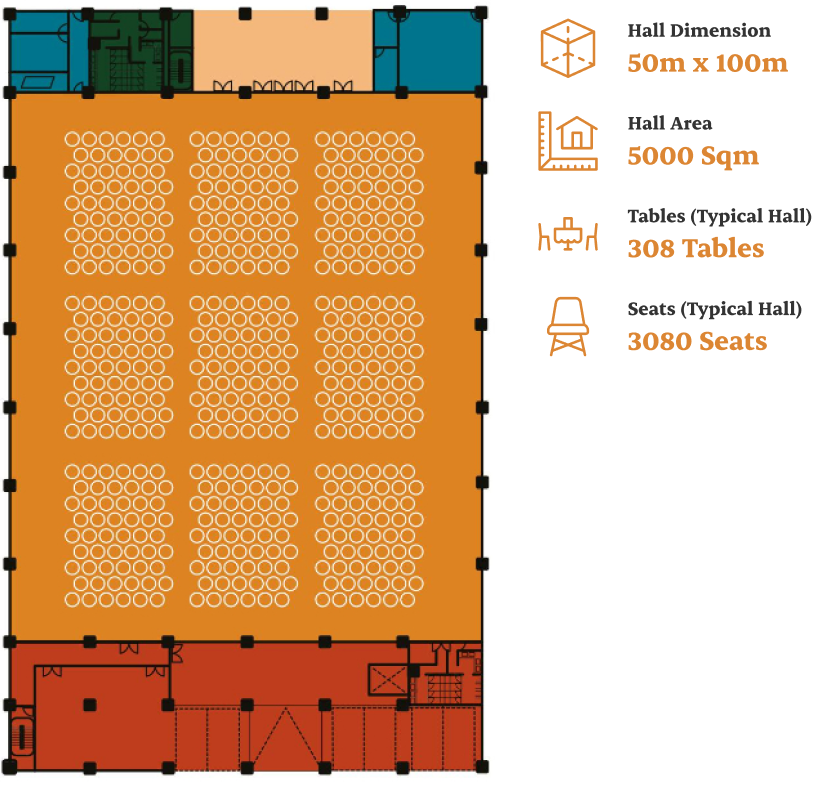 Hall Dimension
50m x 100m
Hall Area
5000 Sqm
Tables (Typical Hall)
308 Tables
Seats (Typical Hall)
3080 Seats